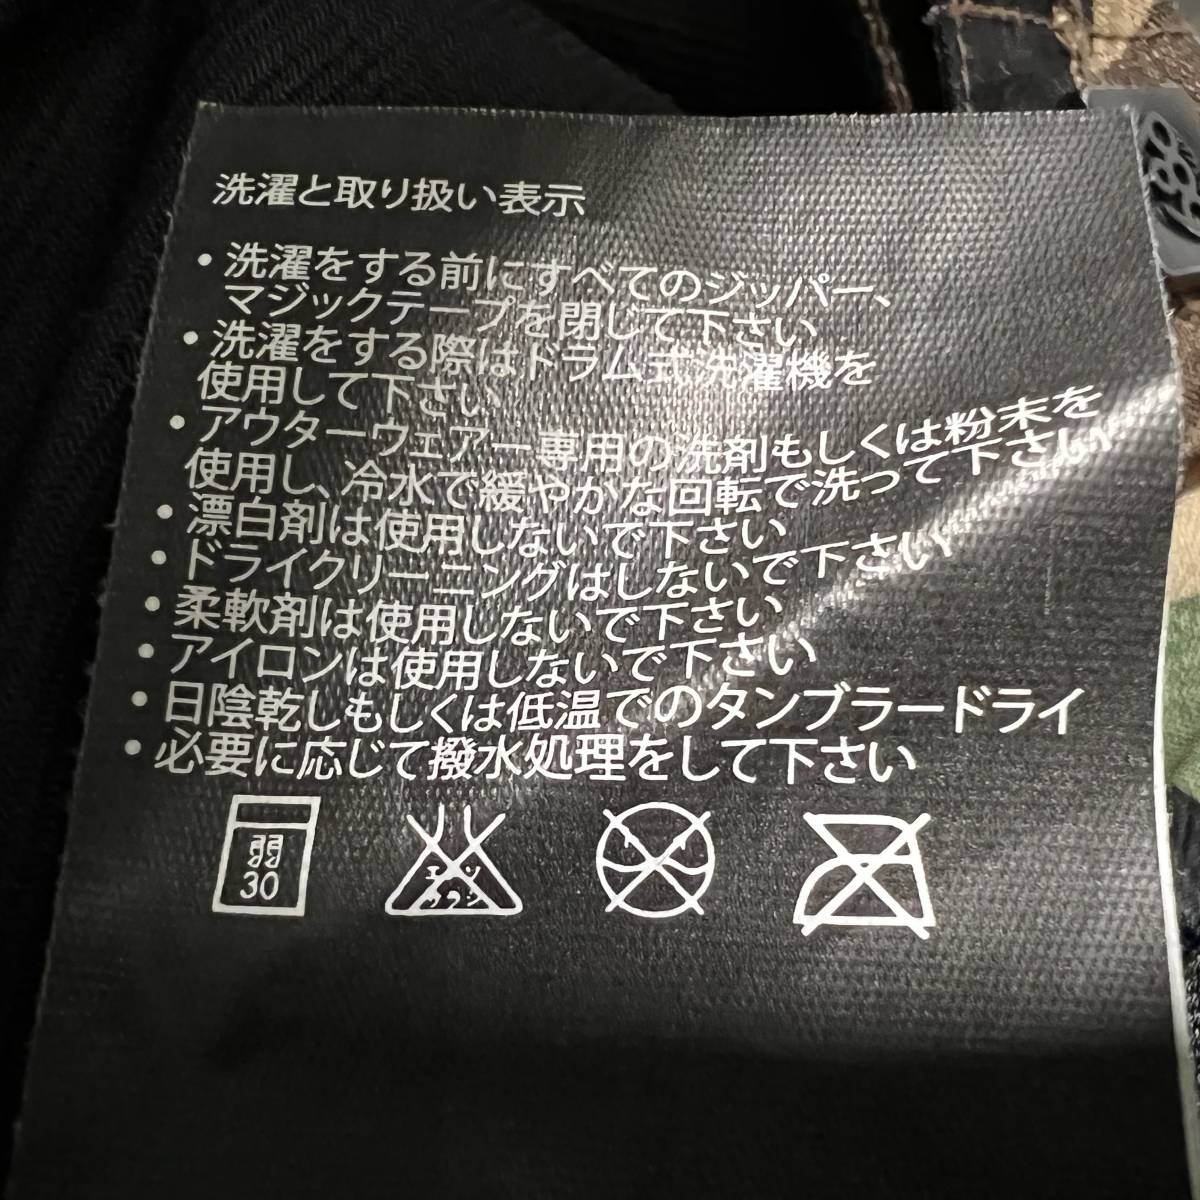 洗濯と取り扱い表示
・洗濯をする前にすべてのジッパー、
マジックテープを閉じて下さい
・洗濯をする際はドラム式洗濯機を
使用して下さい
・アウターウェアー専用の洗剤もしくは粉末を
使用し、冷水で緩やかな回転で洗って下さい
・漂白剤は使用しないで下さい
・ドライクリーニングはしないで下さい
・柔軟剤は使用しないで下さい
・アイロンは使用しないで下さい
・日陰乾しもしくは低温でのタンブラードライ
・必要に応じて撥水処理をして下さい
弱
30
エンソ
サラシ